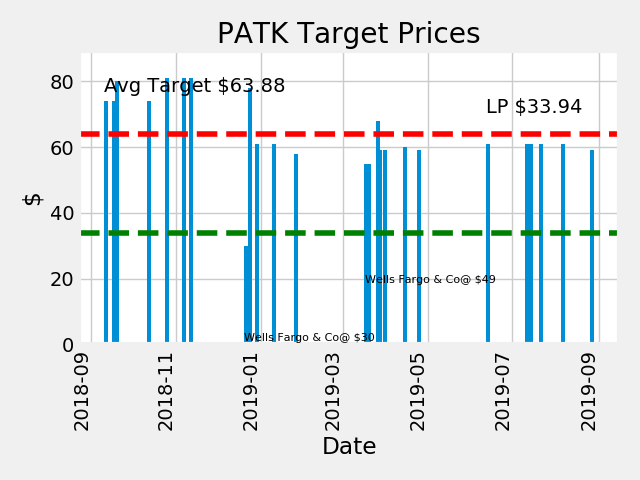 PATK Target Prices
Avg Target $63.88
LP $33.94
Wells Fargo & Co@ $49
Wells Fargo & Co@ $30
$
80
60
40
20
0
2018-09
2018-11
2019-01
2019-03
2019-05
2019-07
2019-09
Date